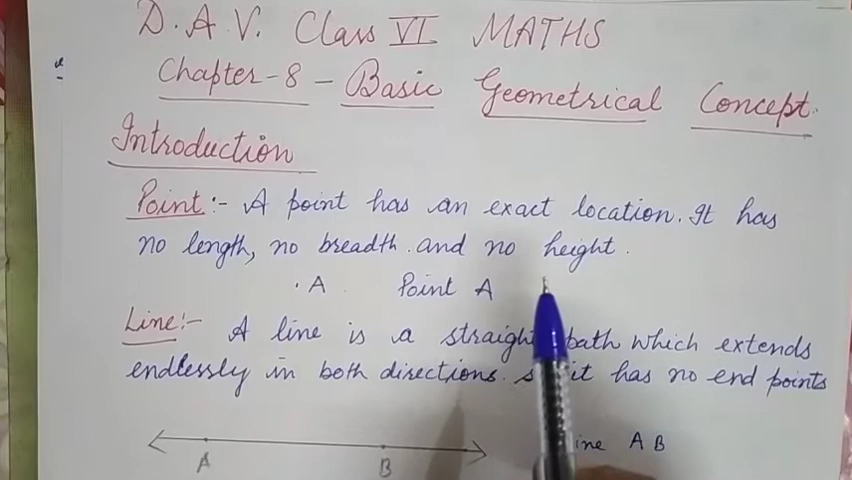 D.A.V. Class VI MATHS
Chapter-8 - Basic Geometrical Concept.
Introduction
Point:- A point has an exact location. It has
no length, no breadth and no height.
. A Point A
Line:- A line is a straight path which extends
endlessly in both directions. it has no end points
A B AB